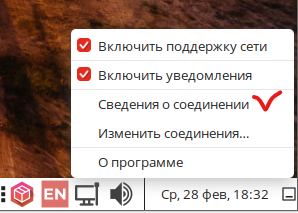 Включить поддержку сети
Включить уведомления
Сведения о соединении
Изменить соединения...
О программе
EN
Ср, 28 фев, 18:32